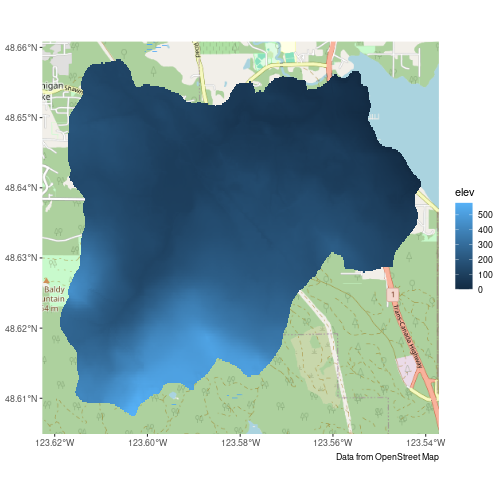 48.66°N
48.65°N
48.64°N
48.63°N
48.62°N
48.61°N
123.62°W
123.60°W
123.58°W
123.56°W
123.54°W
Baldy
1
Trans-Canada Highway
elev
500
400
300
200
100
0
Data from OpenStreet Map